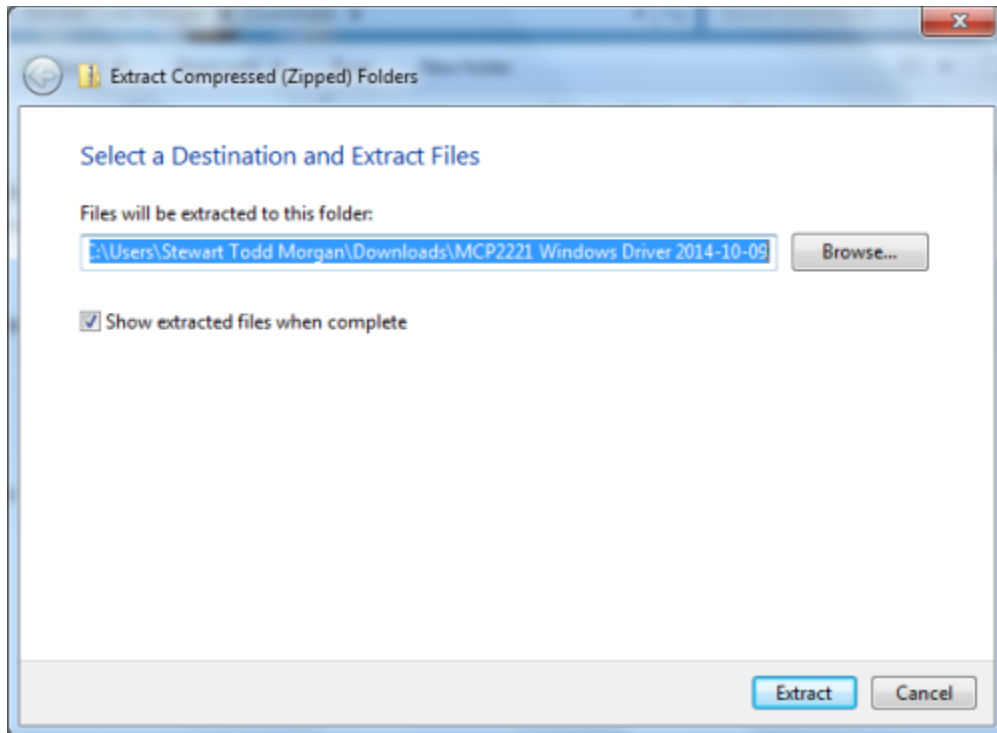 Extract Compressed (Zipped) Folders
Select a Destination and Extract Files
Files will be extracted to this folder:
C:\Users\Stewart Todd Morgan\Downloads\MCP2221 Windows Driver 2014-10-09
Browse...
Show extracted files when complete
Extract
Cancel